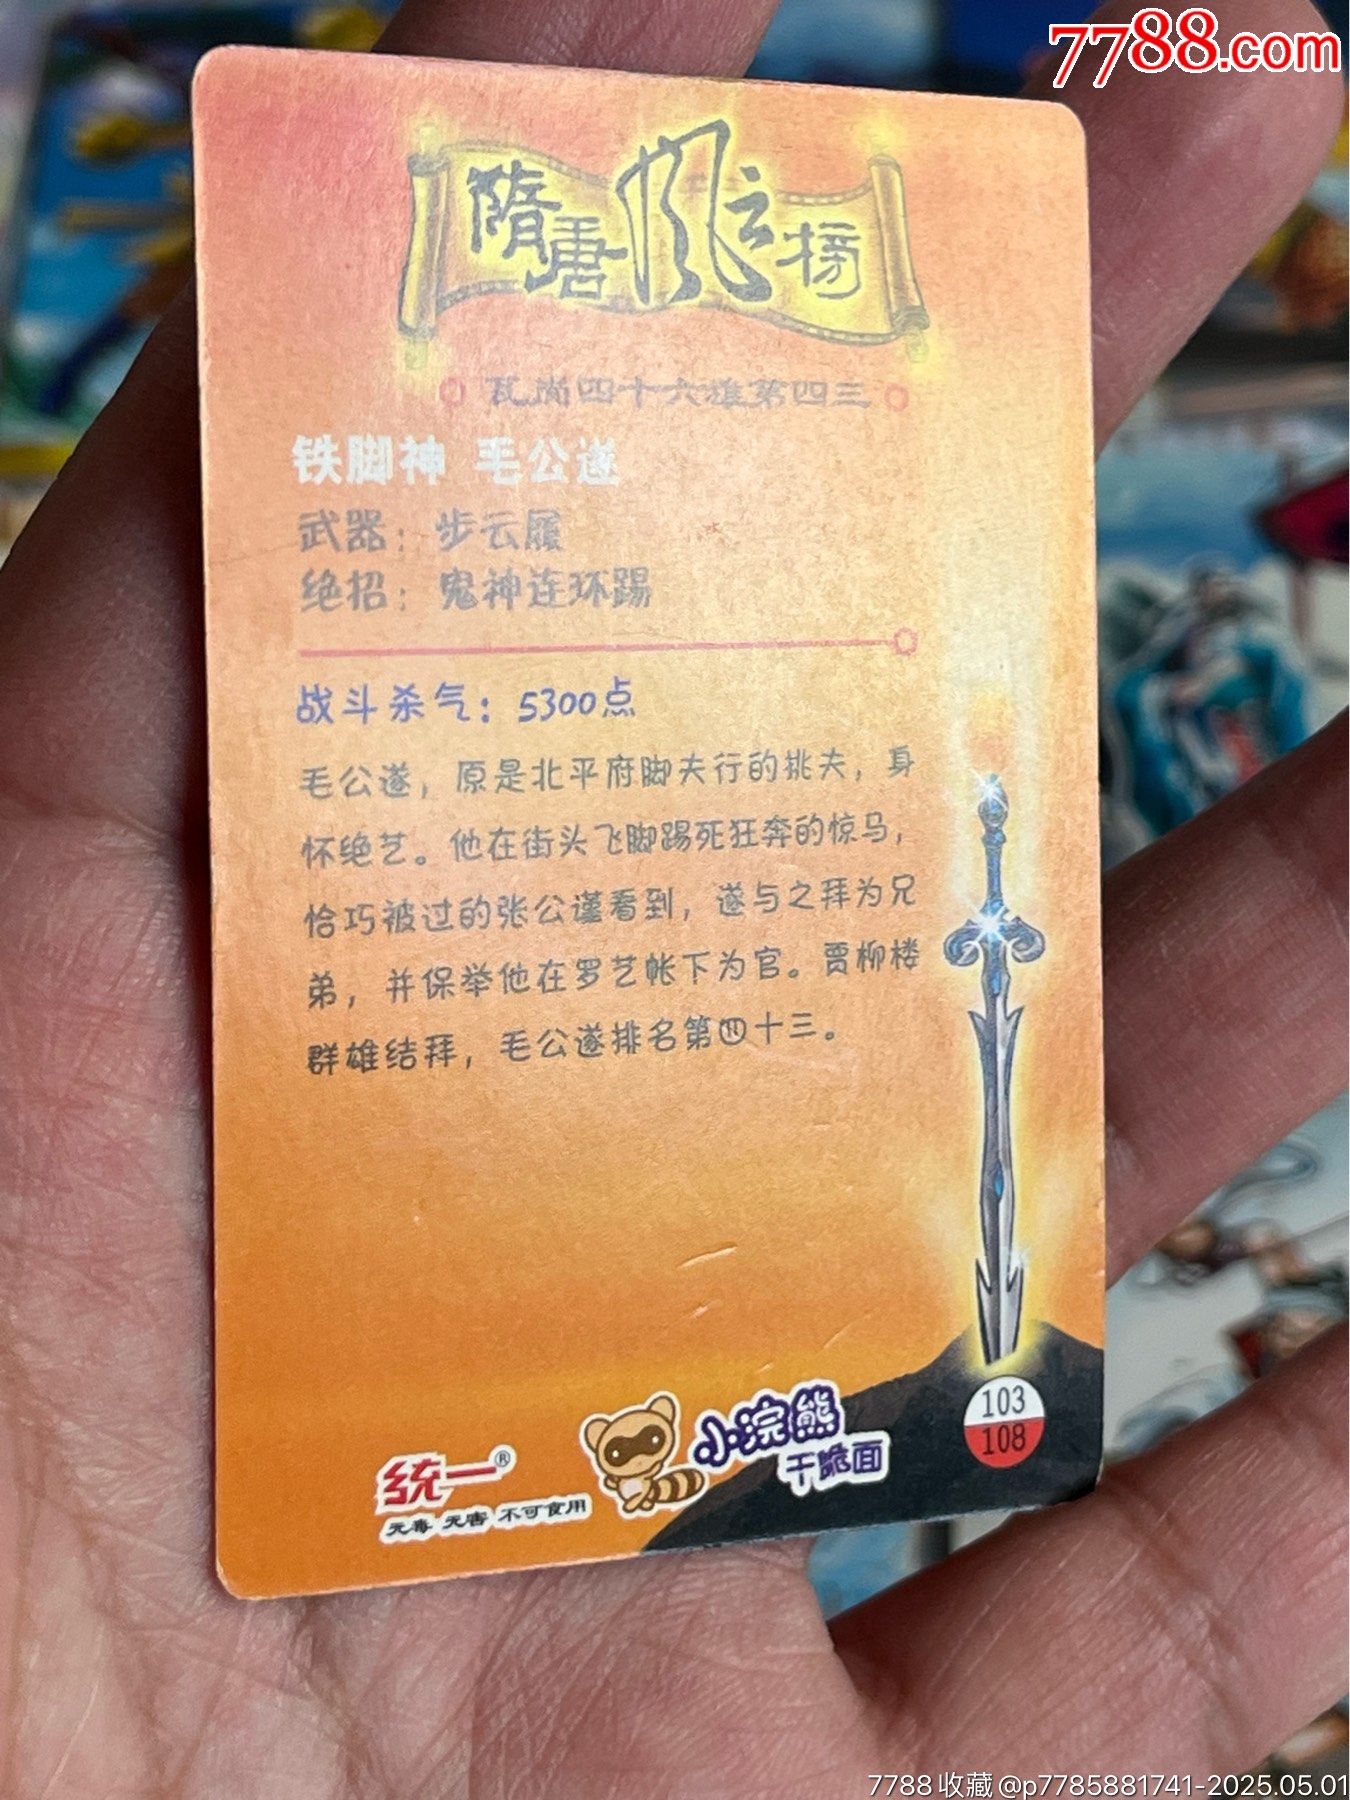 7788.com
隋唐风云榜
瓦岗四十六雄第四三
铁脚神 毛公遂
武器：步云履
绝招：鬼神连环踢
战斗杀气：5300点
毛公遂，原是北平府脚夫行的挑夫，身
怀绝艺。他在街头飞脚踢死狂奔的惊马，
恰巧被过的张公谨看到，遂与之拜为兄
弟，并保举他在罗艺帐下为官。贾柳楼
群雄结拜，毛公遂排名第四十三。
103
108
小浣熊
干脆面
统一®
无毒 无害 不可食用
7788收藏@p7785881741-2025.05.01